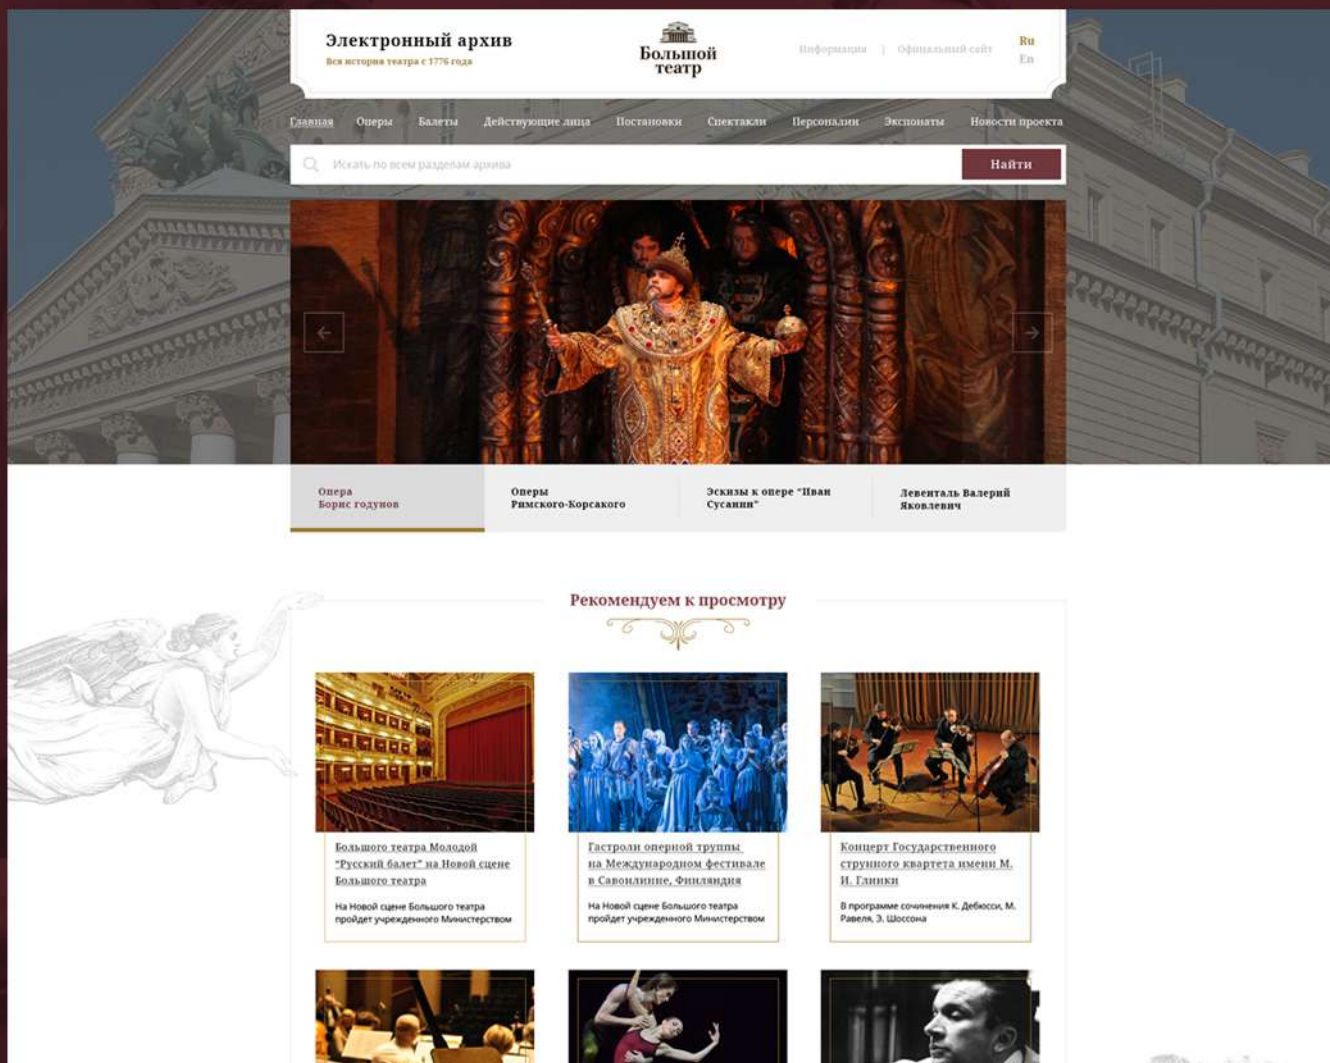 Электронный архив
Вся история театра с 1776 года
Большой
театр
Информация | Официальный сайт
Ru
En
Главная Оперы Балеты Действующие лица Постановки Спектакли Персоналии Экспонаты Новости проекта
Искать по всем разделам архива
Найти
Опера
Борис годунов
Оперы
Римского-Корсакого
Эскизы к опере “Иван
Сусанин”
Левенталь Валерий
Яковлевич
Рекомендуем к просмотру
Большого театра Молодой
“Русский балет” на Новой сцене
Большого театра
На Новой сцене Большого театра
пройдет учрежденного Министерством
Гастроли оперной труппы
на Международном фестивале
в Савонлинне, Финляндия
На Новой сцене Большого театра
пройдет учрежденного Министерством
Концерт Государственного
струнного квартета имени М.
И. Глинки
В программе сочинения К. Дебюсси, М.
Равеля, Э. Шоссона